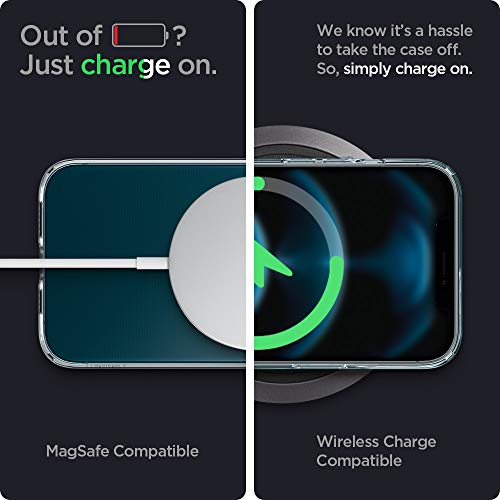 Out of ?
Just charge on.
We know it's a hassle
to take the case off.
So, simply charge on.
MagSafe Compatible
Wireless Charge
Compatible